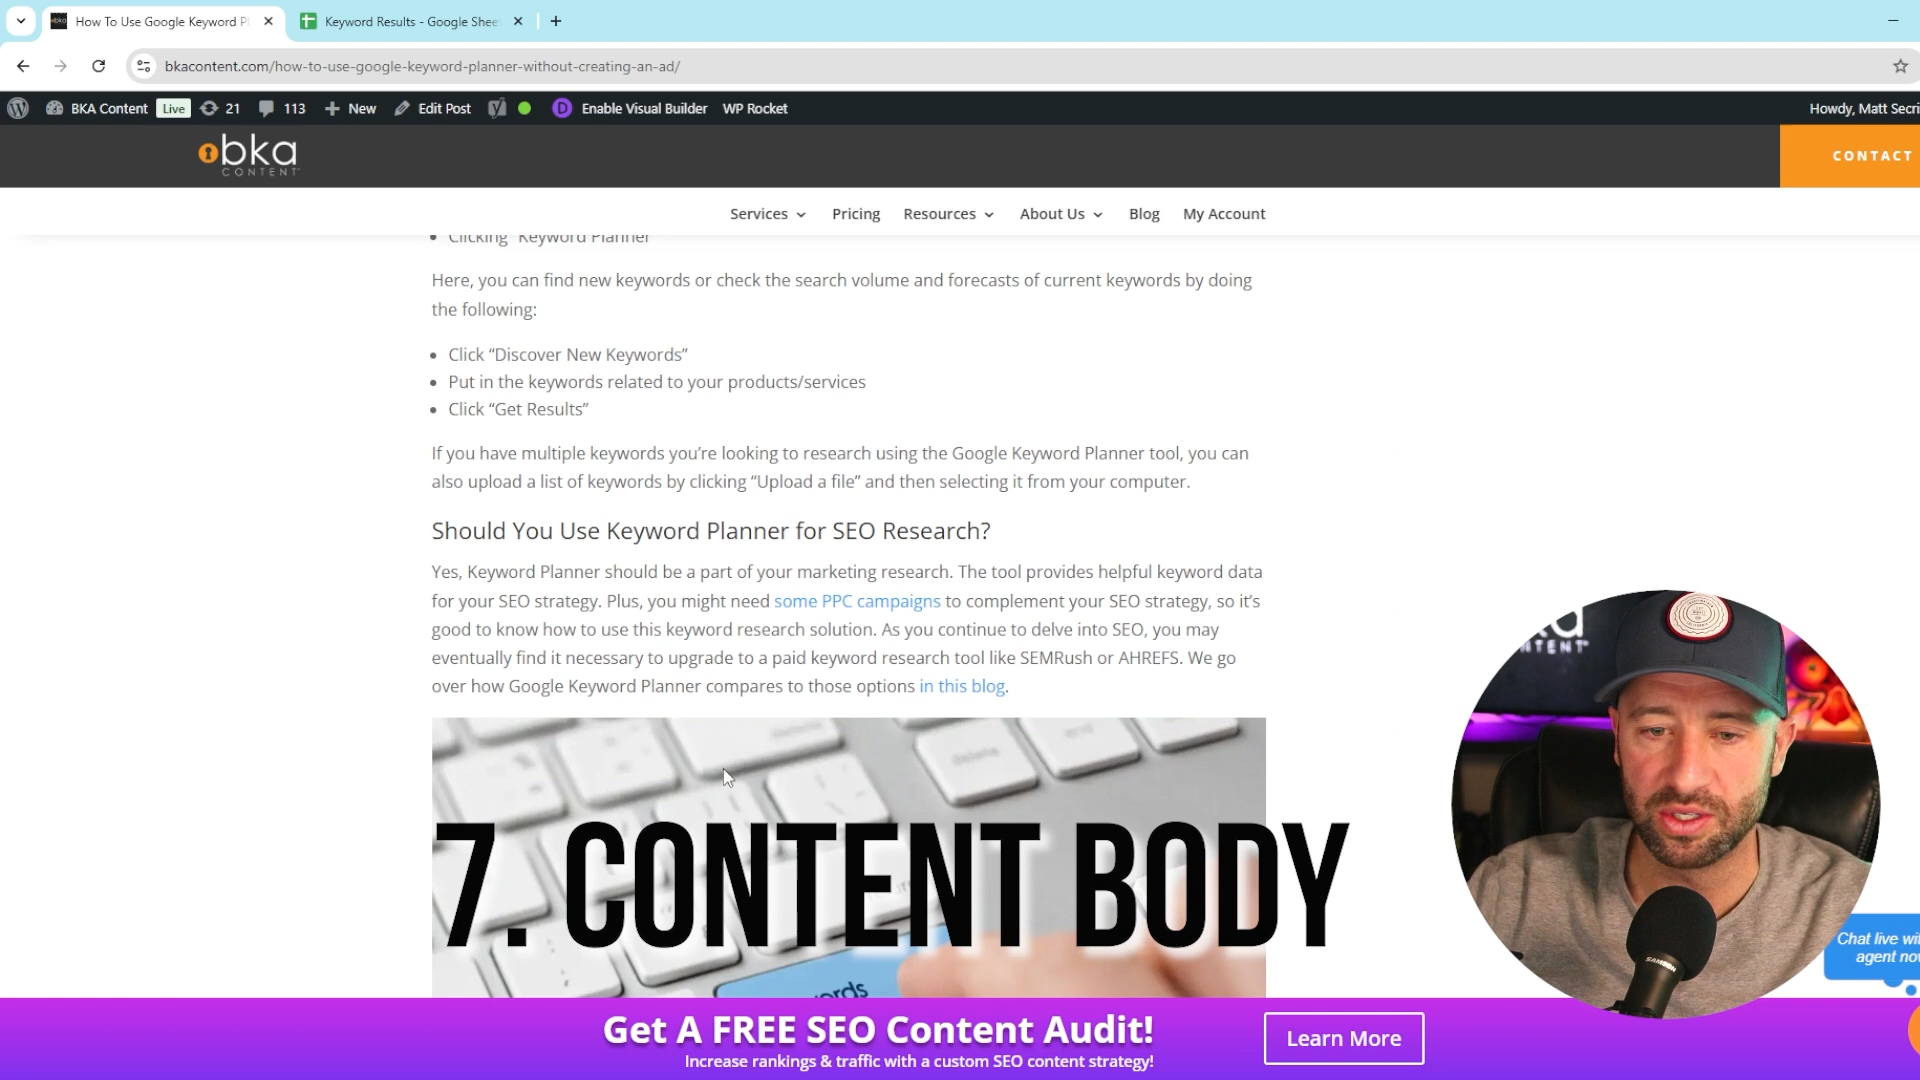 How To Use Google Keyword Pl
Keyword Results - Google Shee
bkacontent.com/how-to-use-google-keyword-planner-without-creating-an-ad/
BKA Content Live 21 113 New Edit Post Enable Visual Builder WP Rocket Howdy, Matt Secri
bka
CONTENT
CONTACT
Services Pricing Resources About Us Blog My Account
Clicking "Keyword Planner
Here, you can find new keywords or check the search volume and forecasts of current keywords by doing
the following:
Click “Discover New Keywords”
Put in the keywords related to your products/services
Click “Get Results”
If you have multiple keywords you’re looking to research using the Google Keyword Planner tool, you can
also upload a list of keywords by clicking “Upload a file” and then selecting it from your computer.
Should You Use Keyword Planner for SEO Research?
Yes, Keyword Planner should be a part of your marketing research. The tool provides helpful keyword data
for your SEO strategy. Plus, you might need some PPC campaigns to complement your SEO strategy, so it’s
good to know how to use this keyword research solution. As you continue to delve into SEO, you may
eventually find it necessary to upgrade to a paid keyword research tool like SEMRush or AHREFS. We go
over how Google Keyword Planner compares to those options in this blog.
delete
7. CONTENT BODY
ords
SAMSON
Chat live wi
agent no
Get A FREE SEO Content Audit!
Increase rankings & traffic with a custom SEO content strategy!
Learn More